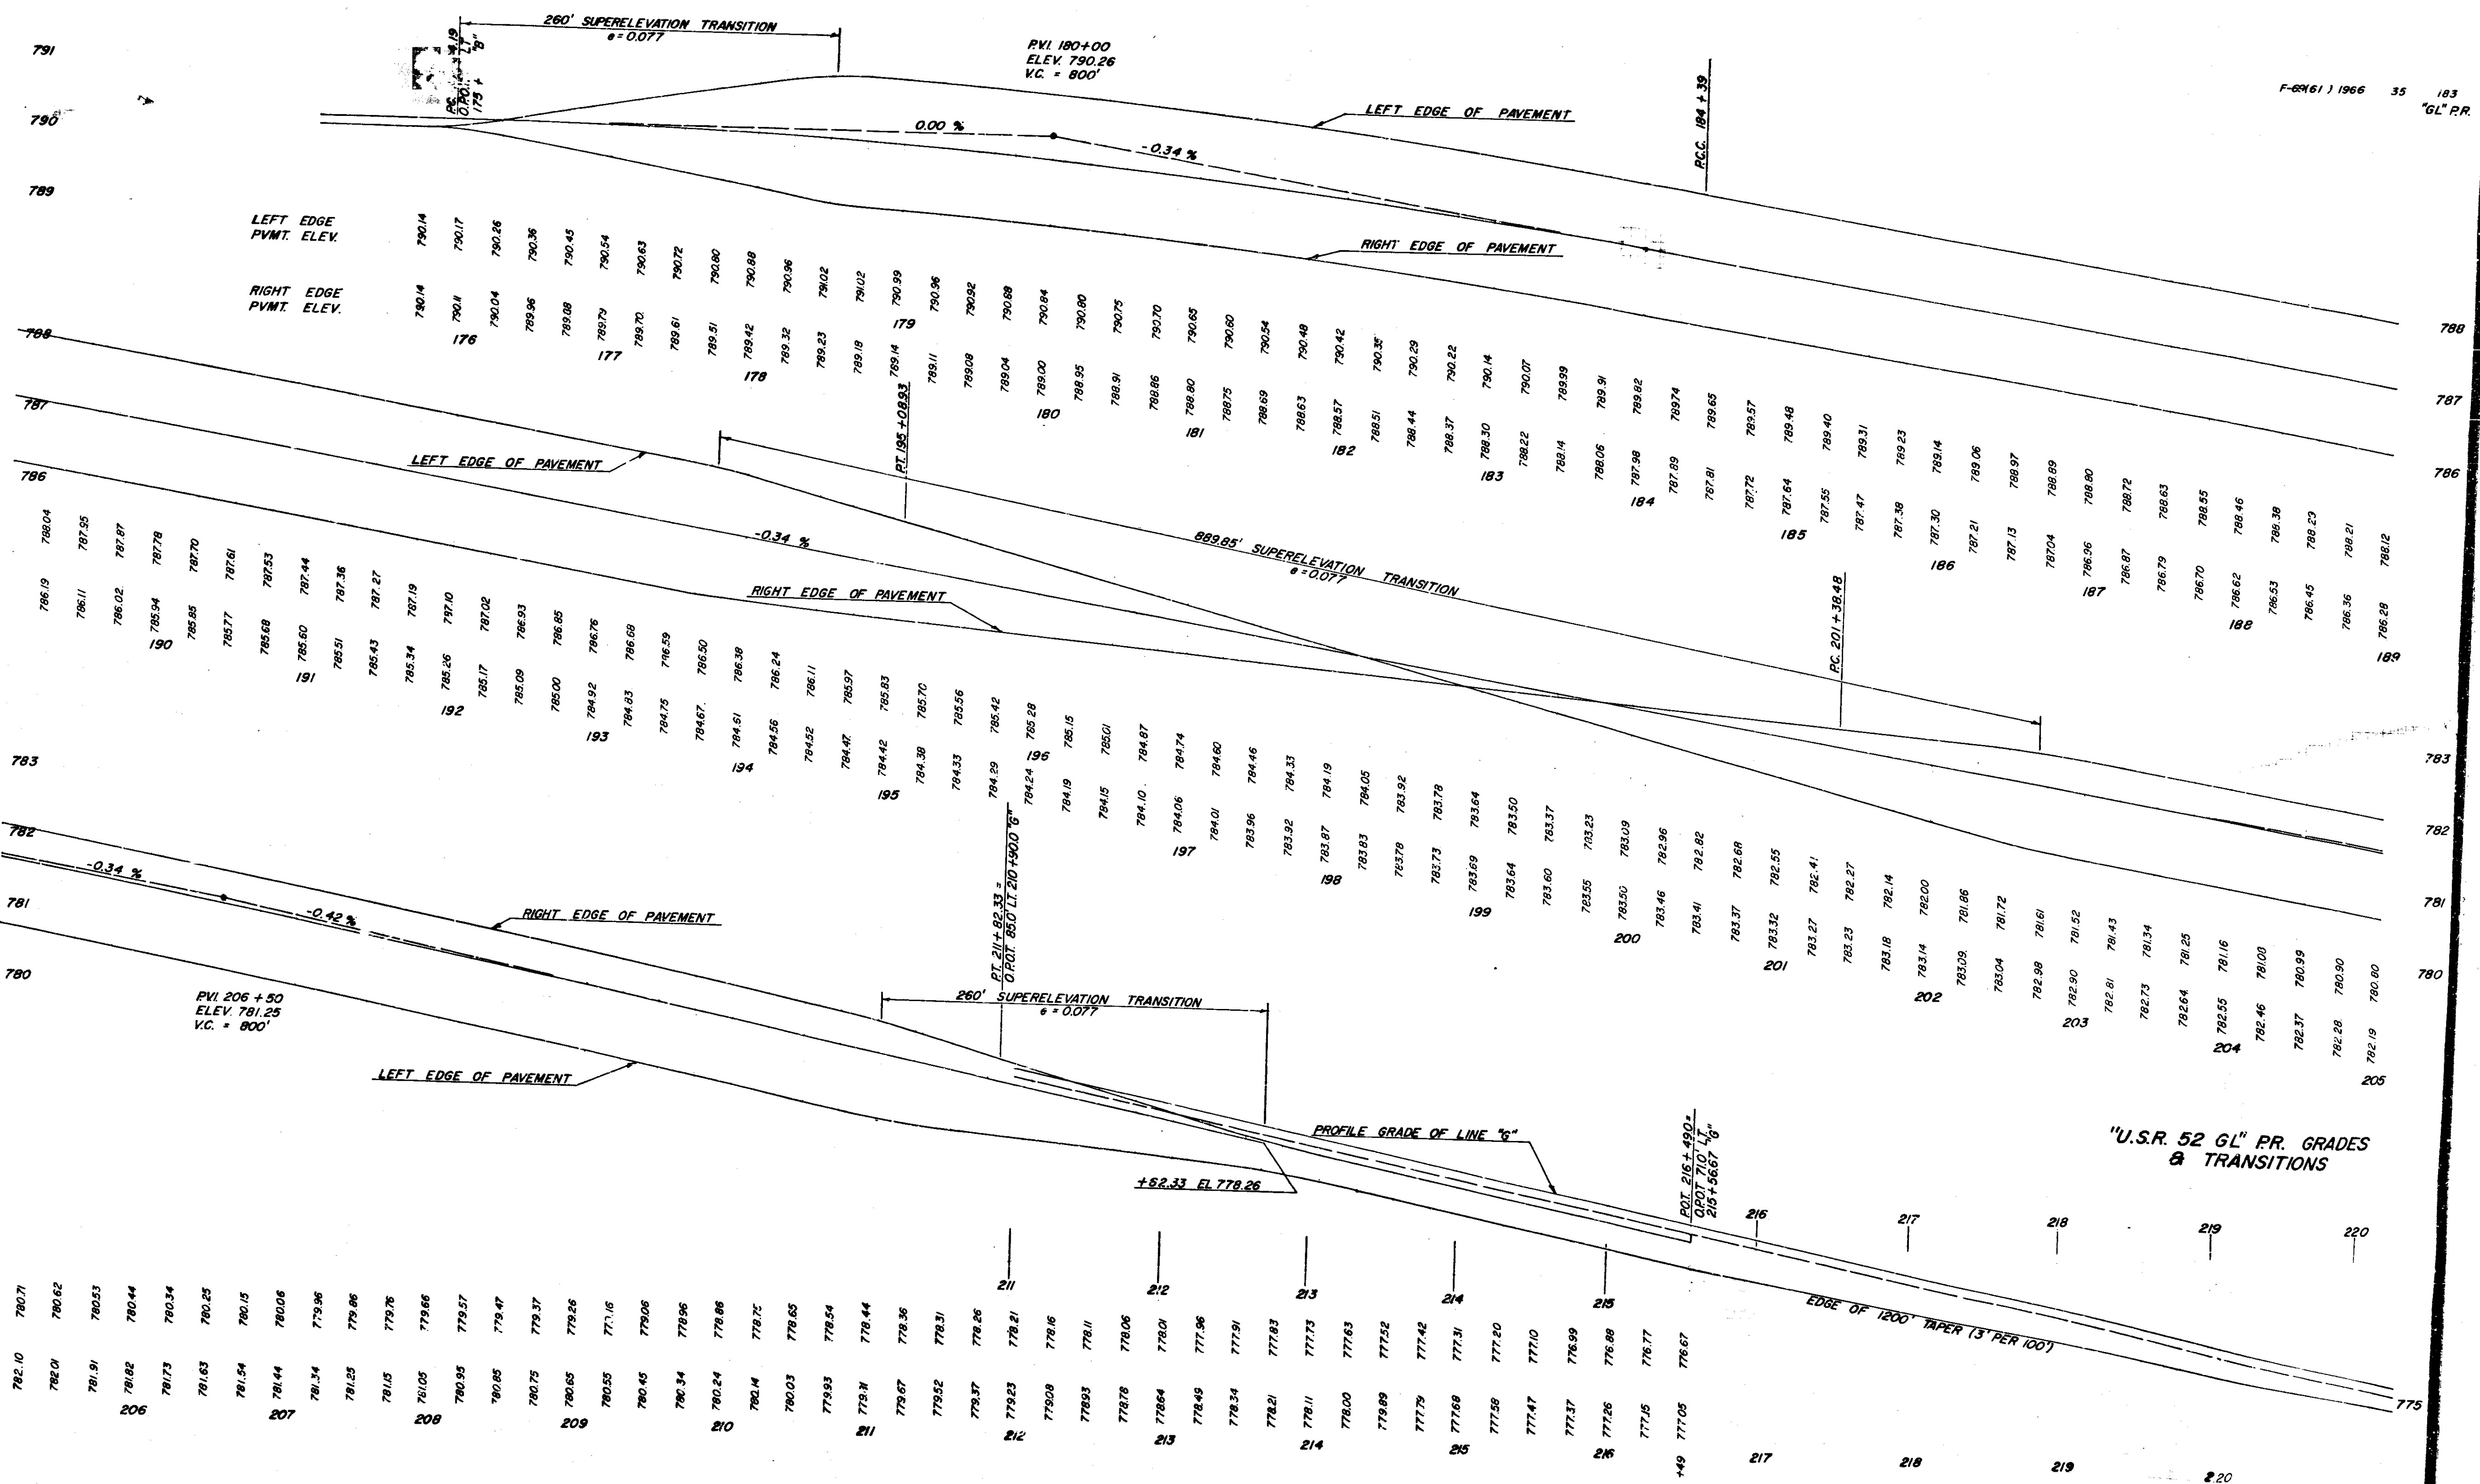 F-69(61) 1966 35 183
"GL" P.R.
791
790
789
788
787
786
783
782
781
780
788
787
786
783
782
781
780
775
260' SUPERELEVATION TRANSITION
e = 0.077
P.C.
O.P.O.T. LT
175 + "B"
P.V.I. 180+00
ELEV. 790.26
V.C. = 800'
0.00 %
-0.34 %
LEFT EDGE OF PAVEMENT
RIGHT EDGE OF PAVEMENT
P.C.C. 184 + 39
LEFT EDGE
PVMT. ELEV.
790.14 790.17 790.26 790.36 790.45 790.54 790.63 790.72 790.80 790.88 790.96 791.02 791.02 790.99 790.96 790.92 790.88 790.84 790.80 790.75 790.70 790.65 790.60 790.54 790.48 790.42 790.35 790.29 790.22 790.14 790.07 789.99 789.91 789.82 789.74 789.65 789.57 789.48 789.40 789.31 789.23 789.14 789.06 788.97 788.89 788.80 788.72 788.63 788.55 788.46 788.38 788.29 788.21 788.12
RIGHT EDGE
PVMT. ELEV.
790.14 790.11 790.04 789.96 789.88 789.79 789.70 789.61 789.51 789.42 789.32 789.23 789.18 789.14 789.11 789.08 789.04 789.00 788.95 788.91 788.86 788.80 788.75 788.69 788.63 788.57 788.51 788.44 788.37 788.30 788.22 788.14 788.06 787.98 787.89 787.81 787.72 787.64 787.55 787.47 787.38 787.30 787.21 787.13 787.04 786.96 786.87 786.79 786.70 786.62 786.53 786.45 786.36 786.28
176 177 178 179 180 181 182 183 184 185 186 187 188 189
LEFT EDGE OF PAVEMENT
-0.34 %
RIGHT EDGE OF PAVEMENT
P.T. 195 + 08.93
889.85' SUPERELEVATION TRANSITION
e = 0.077
P.C. 201 + 38.48
788.04 787.95 787.87 787.78 787.70 787.61 787.53 787.44 787.36 787.27 787.19 787.10 787.02 786.93 786.85 786.76 786.68 786.59 786.50 786.38 786.24 786.11 785.97 785.83 785.70 785.56 785.42 785.28 785.15 785.01 784.87 784.74 784.60 784.46 784.33 784.19 784.05 783.92 783.78 783.64 783.50 783.37 783.23 783.09 782.96 782.82 782.68 782.55 782.41 782.27 782.14 782.00 781.86 781.72 781.61 781.52 781.43 781.34 781.25 781.16 781.08 780.99 780.90 780.80
786.19 786.11 786.02 785.94 785.85 785.77 785.68 785.60 785.51 785.43 785.34 785.26 785.17 785.09 785.00 784.92 784.83 784.75 784.67 784.61 784.56 784.52 784.47 784.42 784.38 784.33 784.29 784.24 784.19 784.15 784.10 784.06 784.01 783.96 783.92 783.87 783.83 783.78 783.73 783.69 783.64 783.60 783.55 783.50 783.46 783.41 783.37 783.32 783.27 783.23 783.18 783.14 783.09 783.04 782.98 782.90 782.81 782.73 782.64 782.55 782.46 782.37 782.28 782.19
190 191 192 193 194 195 196 197 198 199 200 201 202 203 204 205
-0.34 %
-0.42 %
P.V.I. 206 + 50
ELEV. 781.25
V.C. = 800'
RIGHT EDGE OF PAVEMENT
LEFT EDGE OF PAVEMENT
P.T. 211 + 82.33 =
O.P.O.T. 85.0' LT. 210 +90.0 "G"
260' SUPERELEVATION TRANSITION
e = 0.077
PROFILE GRADE OF LINE "G"
+52.33 EL 778.26
P.O.T. 216 + 49.0 =
O.P.O.T 71.0' LT.
215+56.67 "G"
"U.S.R. 52 GL" P.R. GRADES
& TRANSITIONS
EDGE OF 1200' TAPER (3' PER 100')
211 212 213 214 215 216 217 218 219 220
780.71 780.62 780.53 780.44 780.34 780.25 780.15 780.06 779.96 779.86 779.76 779.66 779.57 779.47 779.37 779.26 779.16 779.06 778.96 778.86 778.75 778.65 778.54 778.44 778.36 778.31 778.26 778.21 778.16 778.11 778.06 778.01 777.96 777.91 777.83 777.73 777.63 777.52 777.42 777.31 777.20 777.10 776.99 776.88 776.77 776.67
782.10 782.01 781.91 781.82 781.73 781.63 781.54 781.44 781.34 781.25 781.15 781.05 780.95 780.85 780.75 780.65 780.55 780.45 780.34 780.24 780.14 780.03 779.93 779.81 779.67 779.52 779.37 779.23 779.08 778.93 778.78 778.64 778.49 778.34 778.21 778.11 778.00 779.89 777.79 777.68 777.58 777.47 777.37 777.26 777.15 777.05
206 207 208 209 210 211 212 213 214 215 216 +49 217 218 219 220